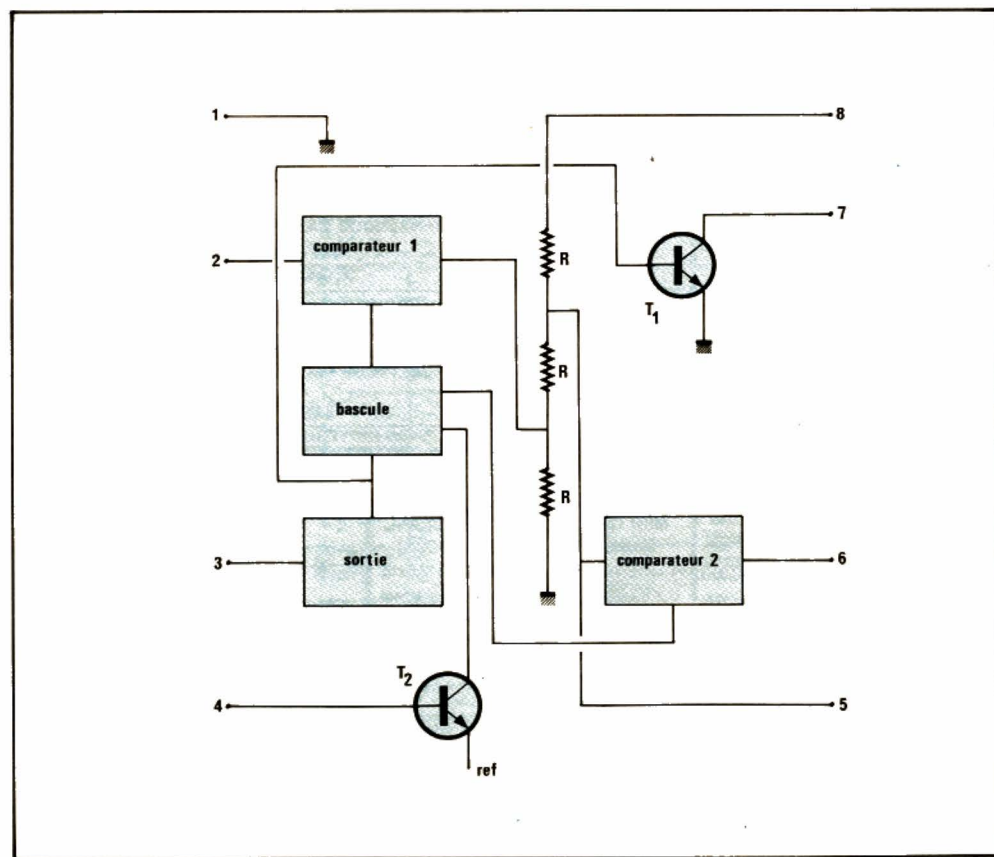 1
8
7
comparateur 1
2
R
T1
R
bascule
R
3
sortie
comparateur 2
6
T2
4
5
ref